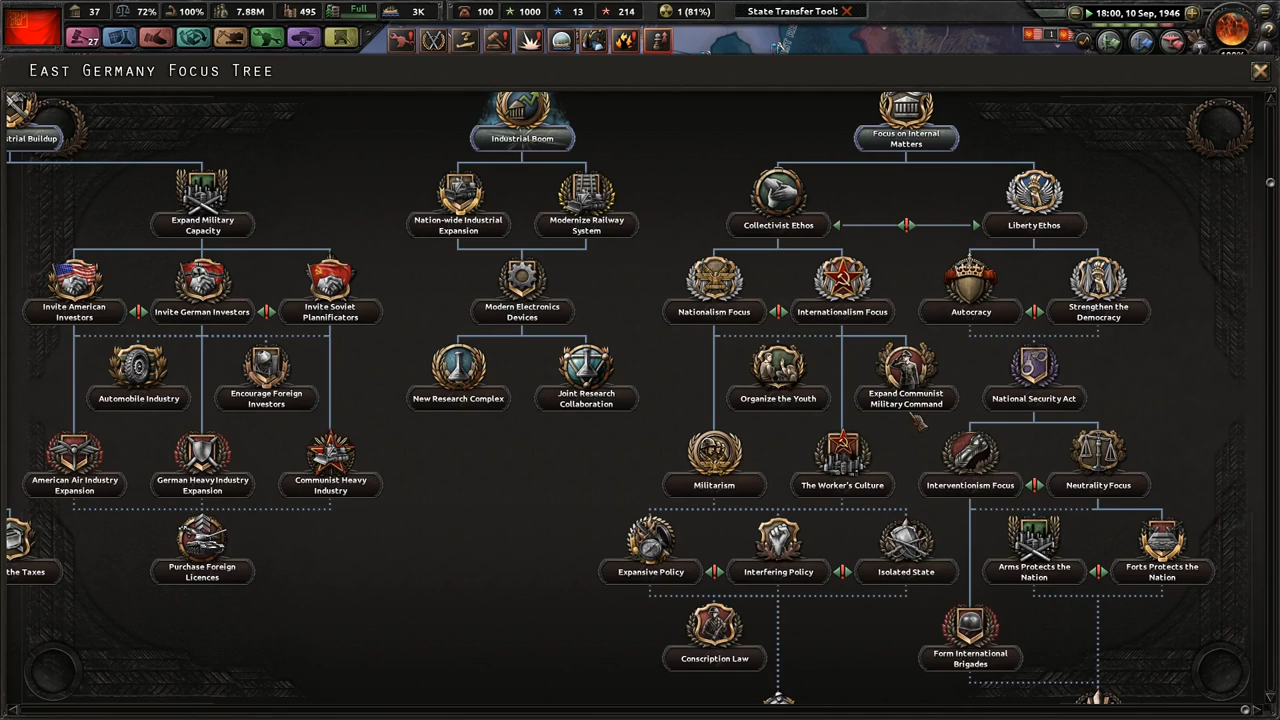 37 72% 100% 7.88M 495 Full 3K 100 1000 13 214 1 (81%) State Transfer Tool: 18:00, 10 Sep, 1946
27
1
East Germany Focus Tree
strial Buildup
Industrial Boom
Focus on Internal
Matters
Expand Military
Capacity
Nation-wide Industrial
Expansion
Modernize Railway
System
Collectivist Ethos
Liberty Ethos
Invite American
Investors
Invite German Investors
Invite Soviet
Plannificators
Modern Electronics
Devices
Nationalism Focus
Internationalism Focus
Autocracy
Strengthen the
Democracy
Automobile Industry
Encourage Foreign
Investors
New Research Complex
Joint Research
Collaboration
Organize the Youth
Expand Communist
Military Command
National Security Act
American Air Industry
Expansion
German Heavy Industry
Expansion
Communist Heavy
Industry
Militarism
The Worker's Culture
Interventionism Focus
Neutrality Focus
the Taxes
Purchase Foreign
Licences
Expansive Policy
Interfering Policy
Isolated State
Arms Protects the
Nation
Forts Protects the
Nation
Conscription Law
Form International
Brigades